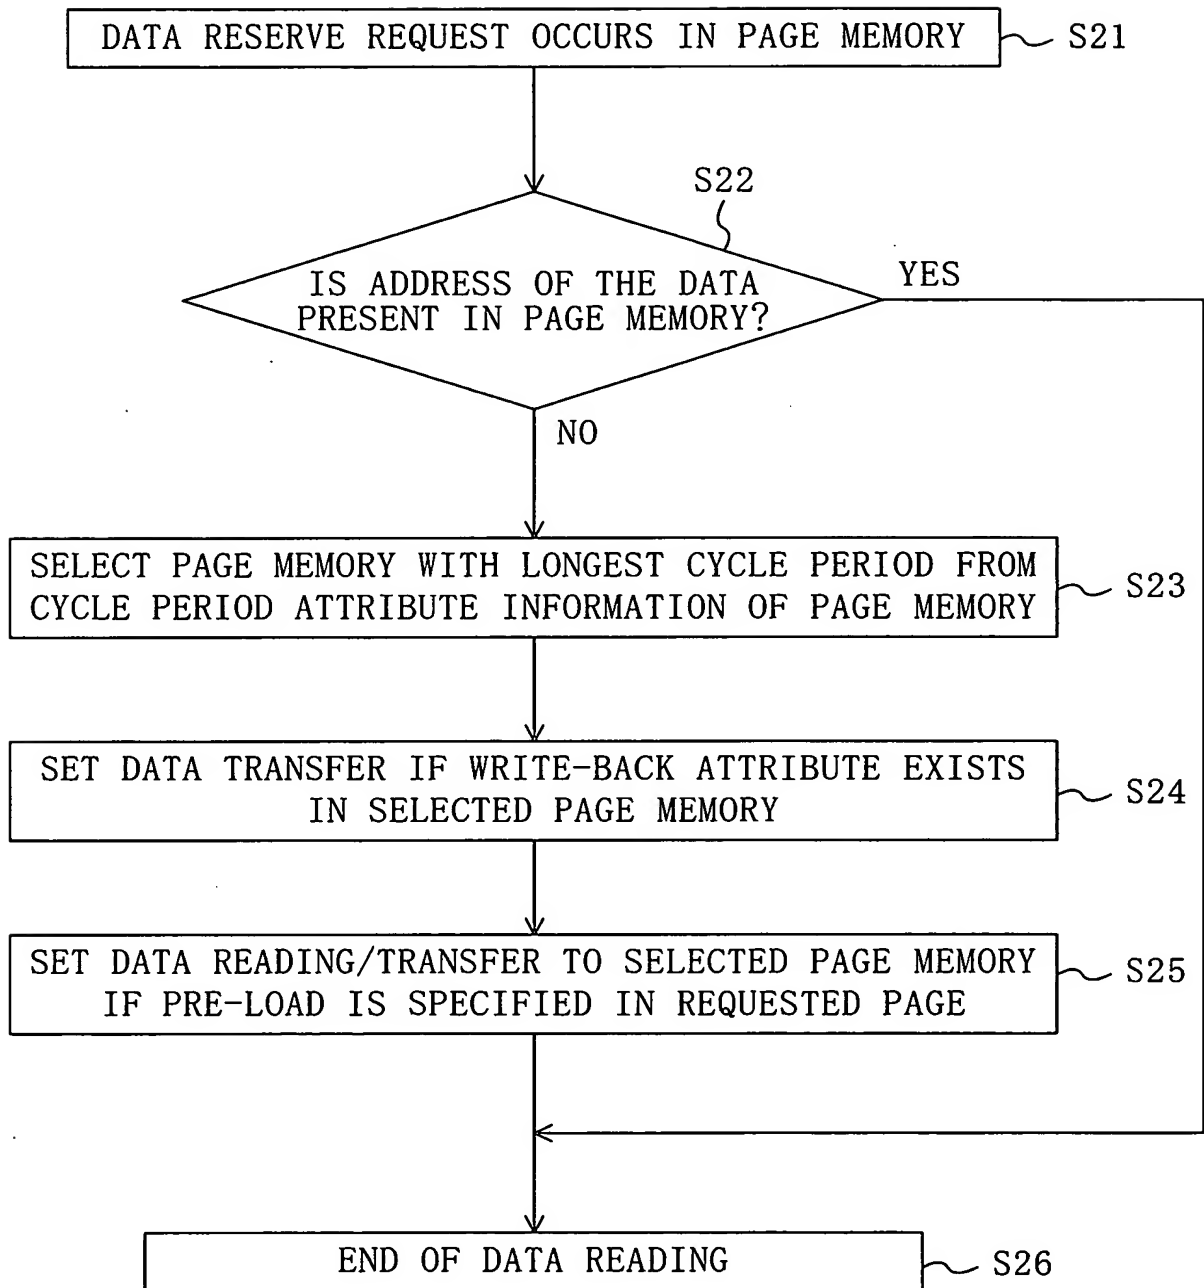 DATA RESERVE REQUEST OCCURS IN PAGE MEMORY
S21
S22
IS ADDRESS OF THE DATA
PRESENT IN PAGE MEMORY?
YES
NO
SELECT PAGE MEMORY WITH LONGEST CYCLE PERIOD FROM
CYCLE PERIOD ATTRIBUTE INFORMATION OF PAGE MEMORY
S23
SET DATA TRANSFER IF WRITE-BACK ATTRIBUTE EXISTS
IN SELECTED PAGE MEMORY
S24
SET DATA READING/TRANSFER TO SELECTED PAGE MEMORY
IF PRE-LOAD IS SPECIFIED IN REQUESTED PAGE
S25
END OF DATA READING
S26